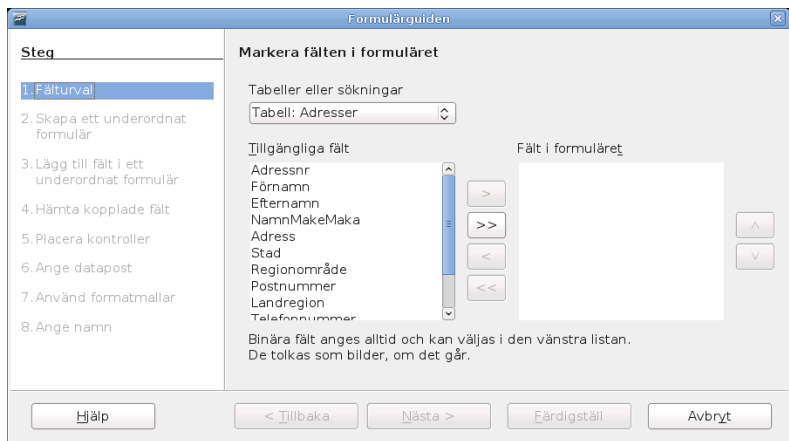 Formulärguiden
Steg
1. Fälturval
2. Skapa ett underordnat
formulär
3. Lägg till fält i ett
underordnat formulär
4. Hämta kopplade fält
5. Placera kontroller
6. Ange datapost
7. Använd formatmallar
8. Ange namn
Markera fälten i formuläret
Tabeller eller sökningar
Tabell: Adresser
Tillgängliga fält
Adressnr
Förnamn
Efternamn
NamnMakeMaka
Adress
Stad
Regionområde
Postnummer
Landregion
Telefonnummer
>
>>
<
<<
Fält i formuläret
Binära fält anges alltid och kan väljas i den vänstra listan.
De tolkas som bilder, om det går.
Hjälp
< Tillbaka
Nästa >
Färdigställ
Avbryt